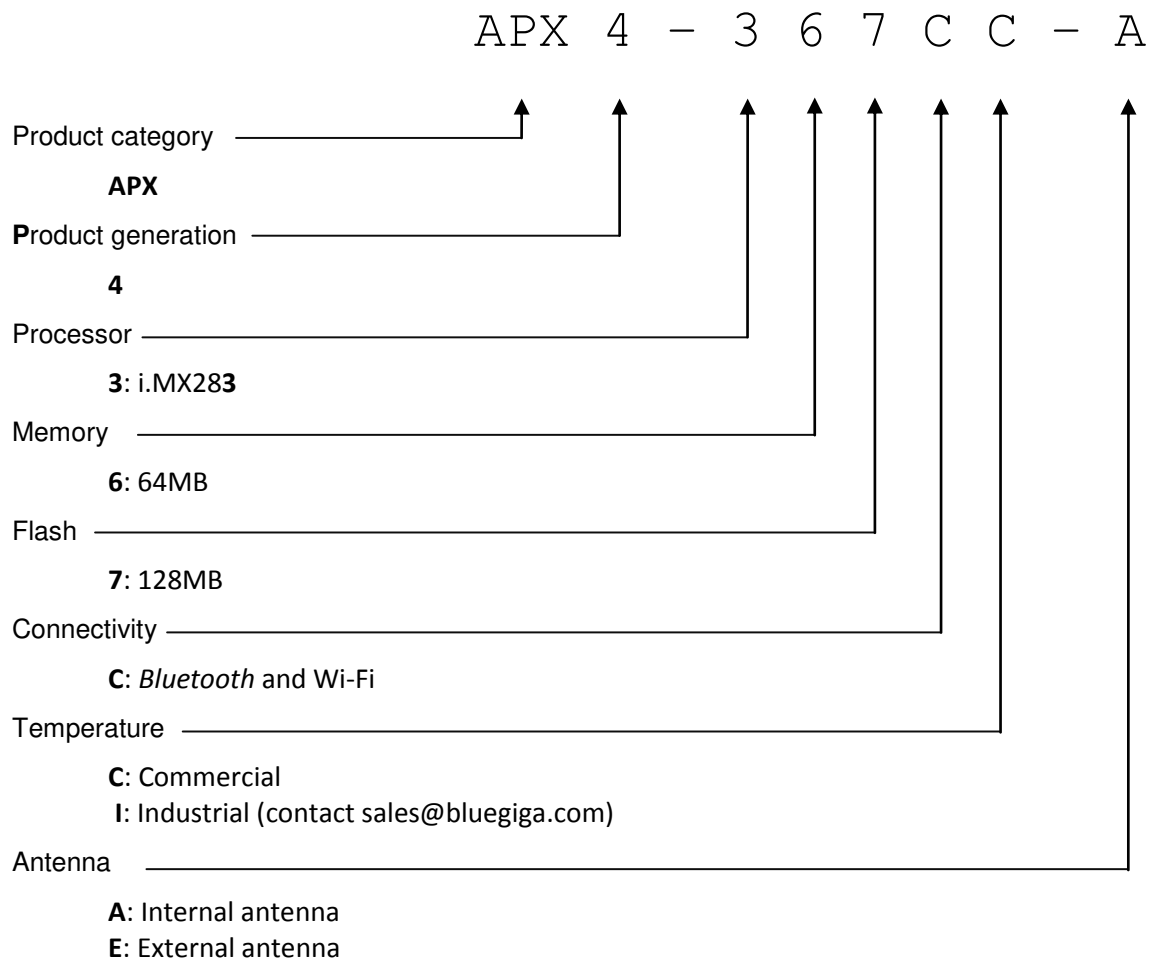 APX 4 – 3 6 7 C C – A
Product category
APX
Product generation
4
Processor
3: i.MX283
Memory
6: 64MB
Flash
7: 128MB
Connectivity
C: Bluetooth and Wi-Fi
Temperature
C: Commercial
I: Industrial (contact sales@bluegiga.com)
Antenna
A: Internal antenna
E: External antenna